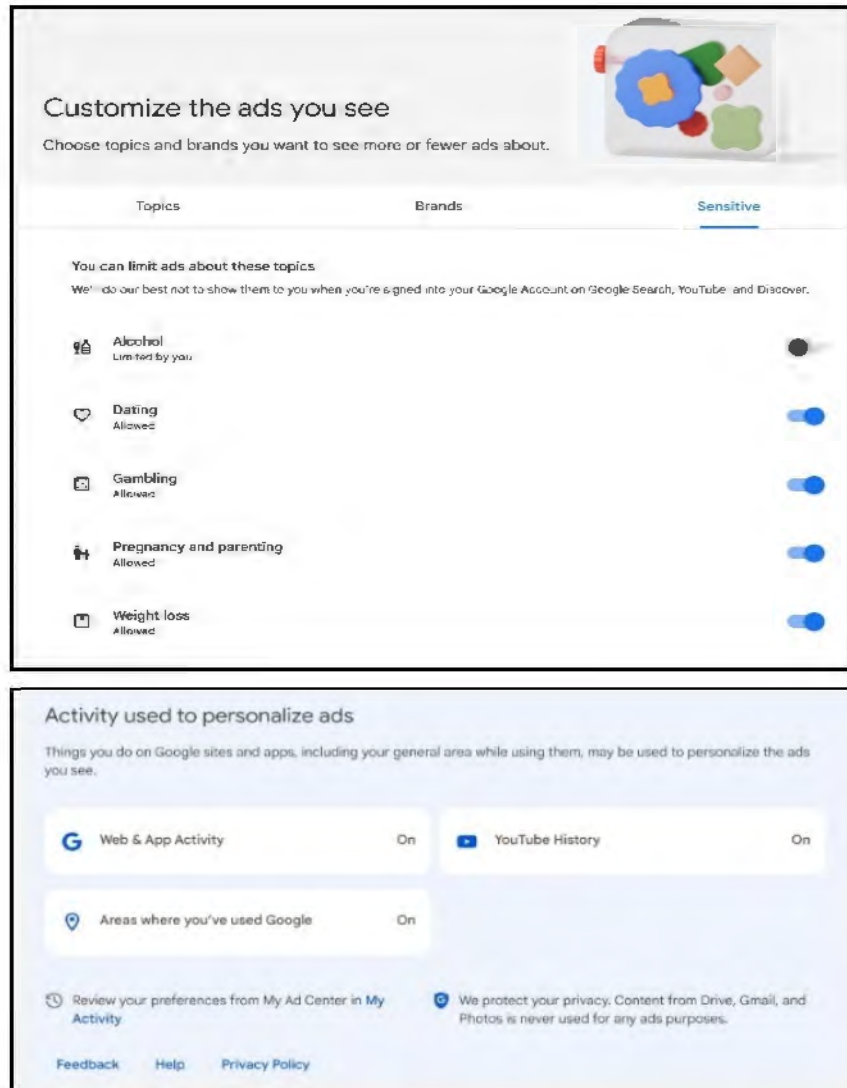 Customize the ads you see
Choose topics and brands you want to see more or fewer ads about.
Topics
Brands
Sensitive
You can limit ads about these topics
We'll do our best not to show them to you when you're signed into your Google Account on Google Search, YouTube, and Discover.
Alcohol
Limited by you
Dating
Allowed
Gambling
Allowed
Pregnancy and parenting
Allowed
Weight loss
Allowed
Activity used to personalize ads
Things you do on Google sites and apps, including your general area while using them, may be used to personalize the ads
you see.
Web & App Activity
On
YouTube History
On
Areas where you've used Google
On
Review your preferences from My Ad Center in My
Activity
We protect your privacy. Content from Drive, Gmail, and
Photos is never used for any ads purposes.
Feedback
Help
Privacy Policy